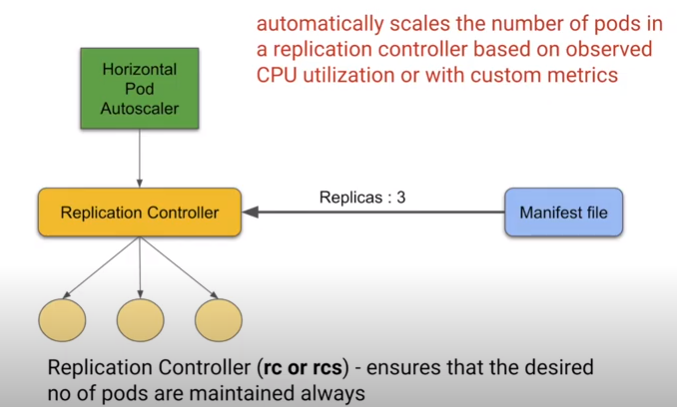 automatically scales the number of pods in
a replication controller based on observed
CPU utilization or with custom metrics
Horizontal
Pod
Autoscaler
Replication Controller
Replicas : 3
Manifest file
Replication Controller (rc or rcs) - ensures that the desired
no of pods are maintained always